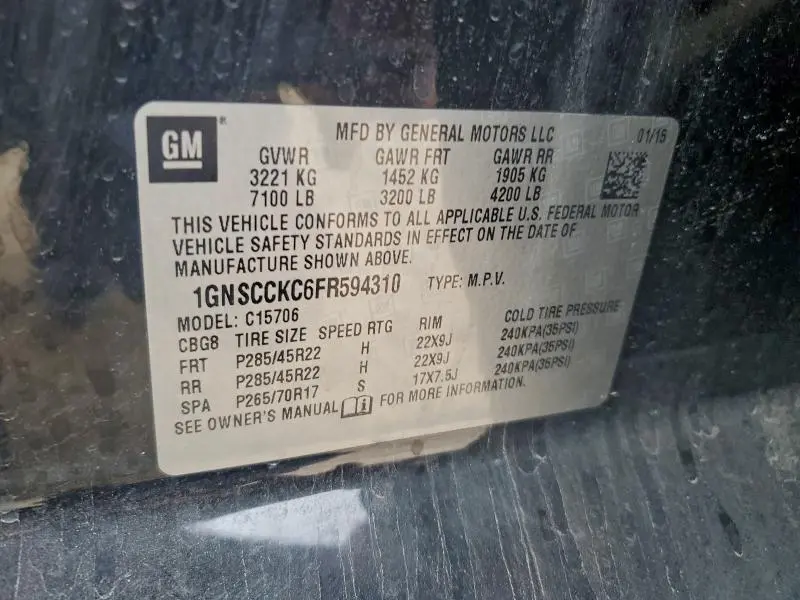 GM
MFD BY GENERAL MOTORS LLC 01/15
GVWR GAWR FRT GAWR RR
3221 KG 1452 KG 1905 KG
7100 LB 3200 LB 4200 LB
THIS VEHICLE CONFORMS TO ALL APPLICABLE U.S. FEDERAL MOTOR
VEHICLE SAFETY STANDARDS IN EFFECT ON THE DATE OF
MANUFACTURE SHOWN ABOVE.
1GNSCCKC6FR594310 TYPE: M.P.V.
MODEL: C15706
CBG8 TIRE SIZE SPEED RTG RIM COLD TIRE PRESSURE
FRT P285/45R22 H 22X9J 240KPA(35PSI)
RR P285/45R22 H 22X9J 240KPA(35PSI)
SPA P265/70R17 S 17X7.5J 240KPA(35PSI)
SEE OWNER'S MANUAL FOR MORE INFORMATION.